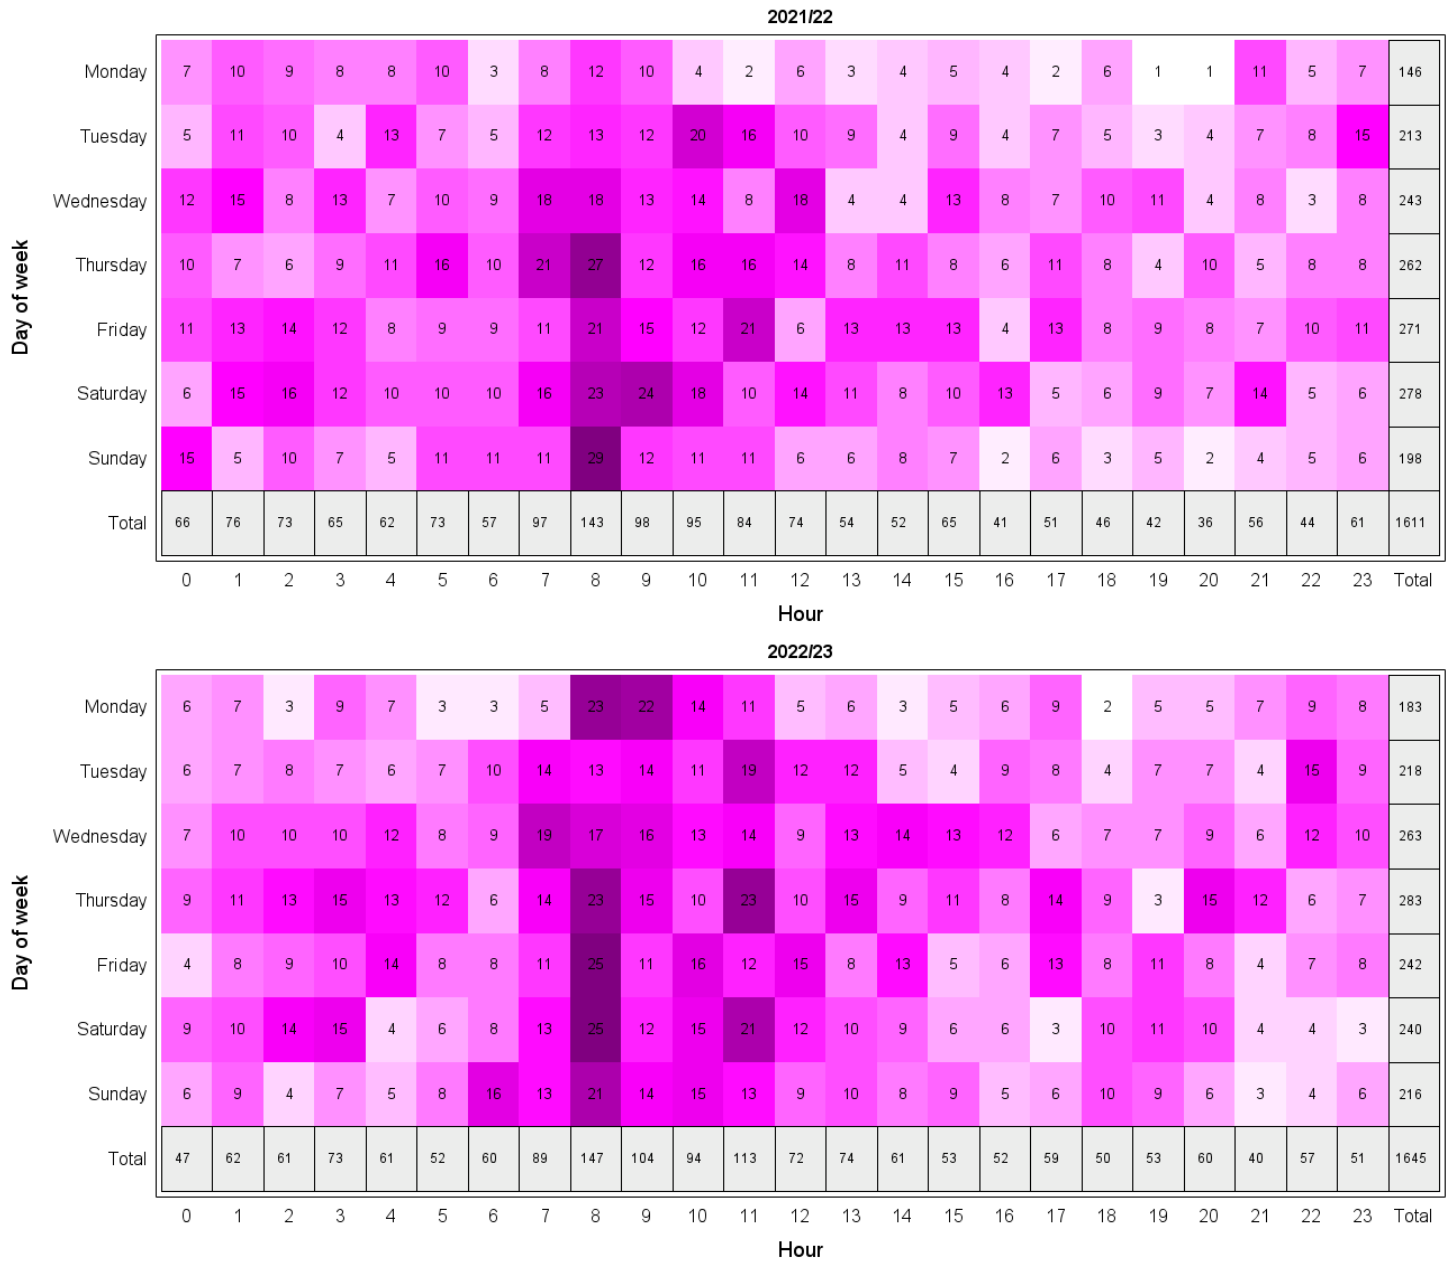 2021/22
Monday 7 10 9 8 8 10 3 8 12 10 4 2 6 3 4 5 4 2 6 1 1 11 5 7 146
Tuesday 5 11 10 4 13 7 5 12 13 12 20 16 10 9 4 9 4 7 5 3 4 7 8 15 213
Wednesday 12 15 8 13 7 10 9 18 18 13 14 8 18 4 4 13 8 7 10 11 4 8 3 8 243
Thursday 10 7 6 9 11 16 10 21 27 12 16 16 14 8 11 8 6 11 8 4 10 5 8 8 262
Friday 11 13 14 12 8 9 9 11 21 15 12 21 6 13 13 13 4 13 8 9 8 7 10 11 271
Saturday 6 15 16 12 10 10 10 16 23 24 18 10 14 11 8 10 13 5 6 9 7 14 5 6 278
Sunday 15 5 10 7 5 11 11 11 29 12 11 11 6 6 8 7 2 6 3 5 2 4 5 6 198
Total 66 76 73 65 62 73 57 97 143 98 95 84 74 54 52 65 41 51 46 42 36 56 44 61 1611
0 1 2 3 4 5 6 7 8 9 10 11 12 13 14 15 16 17 18 19 20 21 22 23 Total
Hour
Day of week
2022/23
Monday 6 7 3 9 7 3 3 5 23 22 14 11 5 6 3 5 6 9 2 5 5 7 9 8 183
Tuesday 6 7 8 7 6 7 10 14 13 14 11 19 12 12 5 4 9 8 4 7 7 4 15 9 218
Wednesday 7 10 10 10 12 8 9 19 17 16 13 14 9 13 14 13 12 6 7 7 9 6 12 10 263
Thursday 9 11 13 15 13 12 6 14 23 15 10 23 10 15 9 11 8 14 9 3 15 12 6 7 283
Friday 4 8 9 10 14 8 8 11 25 11 16 12 15 8 13 5 6 13 8 11 8 4 7 8 242
Saturday 9 10 14 15 4 6 8 13 25 12 15 21 12 10 9 6 6 3 10 11 10 4 4 3 240
Sunday 6 9 4 7 5 8 16 13 21 14 15 13 9 10 8 9 5 6 10 9 6 3 4 6 216
Total 47 62 61 73 61 52 60 89 147 104 94 113 72 74 61 53 52 59 50 53 60 40 57 51 1645
0 1 2 3 4 5 6 7 8 9 10 11 12 13 14 15 16 17 18 19 20 21 22 23 Total
Hour
Day of week